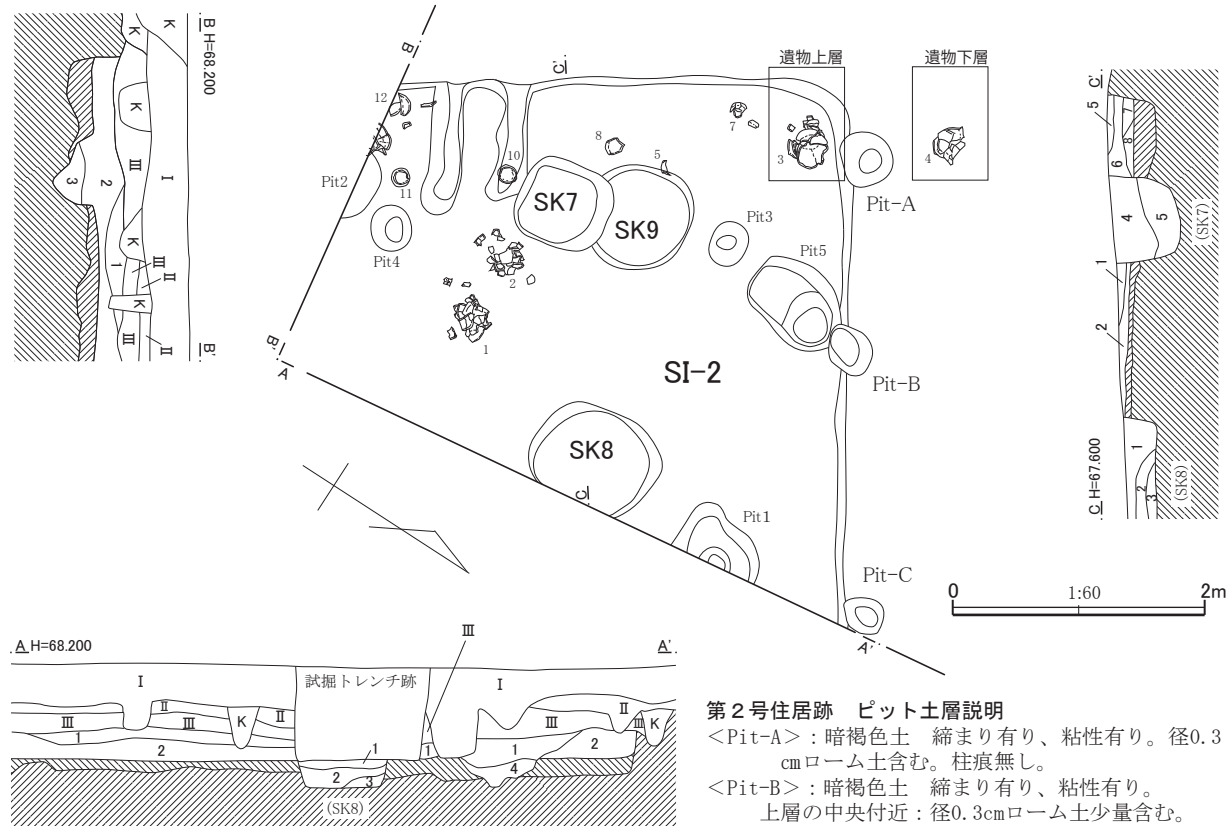 B H=68.200
K
K
K
Ⅲ
Ⅰ
3
2
K
1
Ⅲ
Ⅱ
K
Ⅲ
Ⅱ
B'
B
C'
遺物上層
遺物下層
12
7
8
3
4
10
5
11
Pit2
SK7
SK9
Pit-A
Pit4
Pit3
Pit5
2
1
B'
A
SI-2
Pit-B
SK8
C
Pit1
Pit-C
A'
C'
5
7
8
6
4
5
(SK7)
1
2
1
2
3
(SK8)
C H=67.600
0
1:60
2m
A H=68.200
A'
Ⅲ
試掘トレンチ跡
Ⅰ
Ⅰ
Ⅱ
Ⅱ
Ⅱ
Ⅲ
Ⅲ
K
Ⅲ
Ⅲ
K
1
2
1
1
1
2
2
3
4
(SK8)
第2号住居跡 ピット土層説明
<Pit-A>:暗褐色土 締まり有り、粘性有り。径0.3
cmローム土含む。柱痕無し。
<Pit-B>:暗褐色土 締まり有り、粘性有り。
上層の中央付近:径0.3cmローム土少量含む。